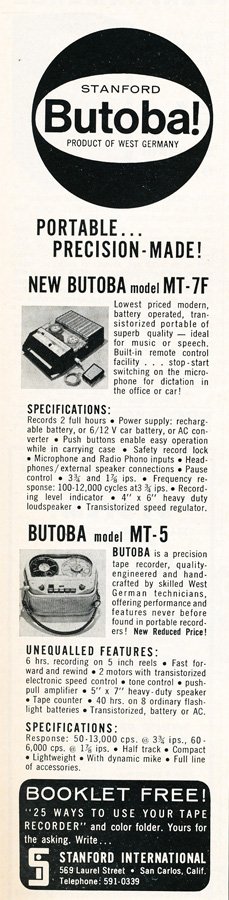 STANFORD
Butoba!
PRODUCT OF WEST GERMANY
PORTABLE...
PRECISION-MADE!
NEW BUTOBA model MT-7F
Lowest priced modern,
battery operated, tran-
sistorized portable of
superb quality — ideal
for music or speech.
Built-in remote control
facility . . . stop-start
switching on the micro-
phone for dictation in
the office or car!
SPECIFICATIONS:
Records 2 full hours • Power supply: recharg-
able battery, or 6/12 V car battery, or AC con-
verter • Push buttons enable easy operation
while in carrying case • Safety record lock
• Microphone and Radio Phono inputs • Head-
phones/external speaker connections • Pause
control • 3¾ and 1⅞ ips. • Frequency re-
sponse: 100-12,000 cycles at3 ¾ ips. • Record-
ing level indicator • 4" x 6" heavy duty
loudspeaker • Transistorized speed regulator.
BUTOBA model MT-5
BUTOBA is a precision
tape recorder, quality-
engineered and hand-
crafted by skilled West
German technicians,
offering performance and
features never before
found in portable record-
ers! New Reduced Price!
UNEQUALLED FEATURES:
6 hrs. recording on 5 inch reels • Fast for-
ward and rewind • 2 motors with transistorized
electronic speed control • tone control • push-
pull amplifier • 5" x 7" heavy-duty speaker
• Tape counter • 40 hrs. on 8 ordinary flash-
light batteries • Transistorized, battery or AC.
SPECIFICATIONS:
Response: 50-13,000 cps. @ 3¾ ips., 60-
6,000 cps. @ 1⅞ ips. • Half track • Compact
• Lightweight • With dynamic mike • Full line
of accessories.
BOOKLET FREE!
"25 WAYS TO USE YOUR TAPE
RECORDER" and color folder. Yours for
the asking. Write...
STANFORD INTERNATIONAL
569 Laurel Street • San Carlos, Calif.
Telephone: 591-0339